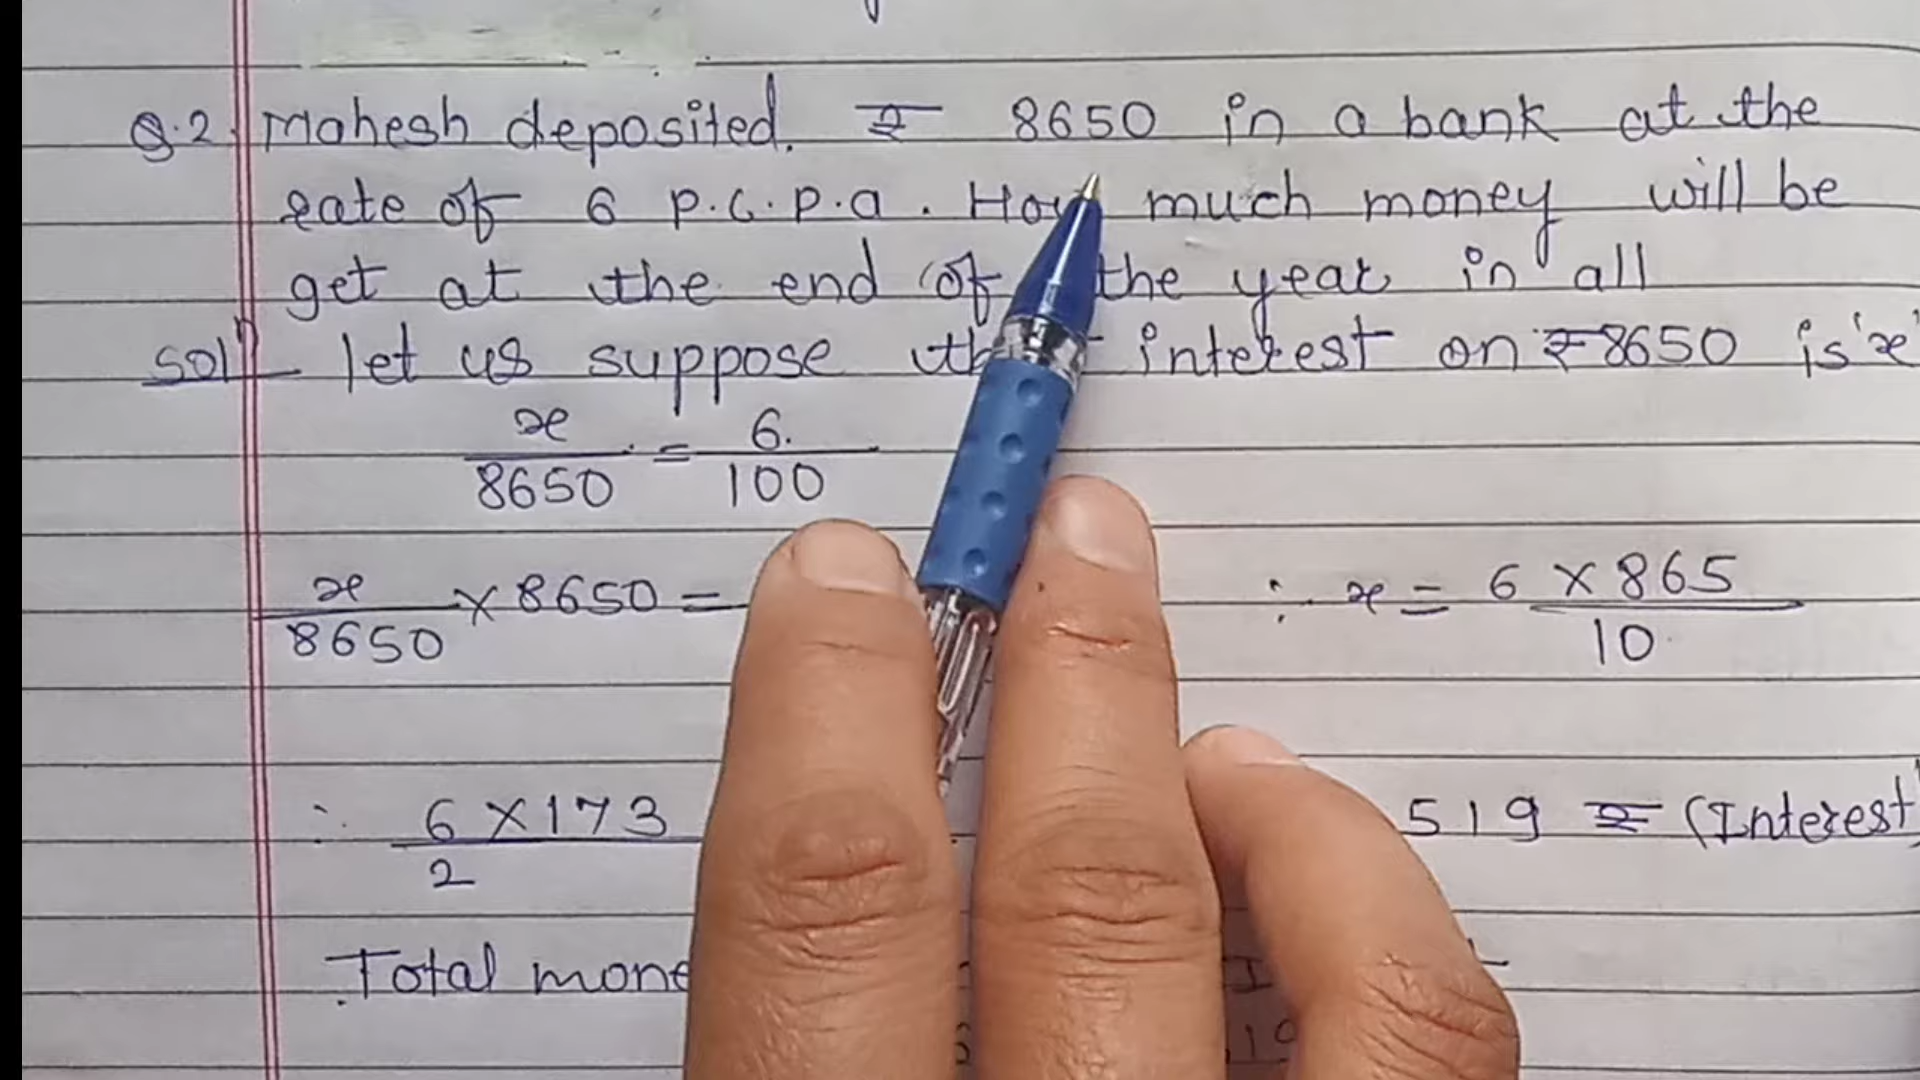 Q.2. Mahesh deposited. ₹ 8650 in a bank at the
rate of 6 p.c.p.a. How much money will be
get at the end of the year in all
Solⁿ let us suppose interest on ₹8650 is 'x'
x/8650 = 6/100
x/8650 × 8650 = ∴ x = 6 × 865/10
∴ 6 × 173/2 519 ₹ (Interest)
Total